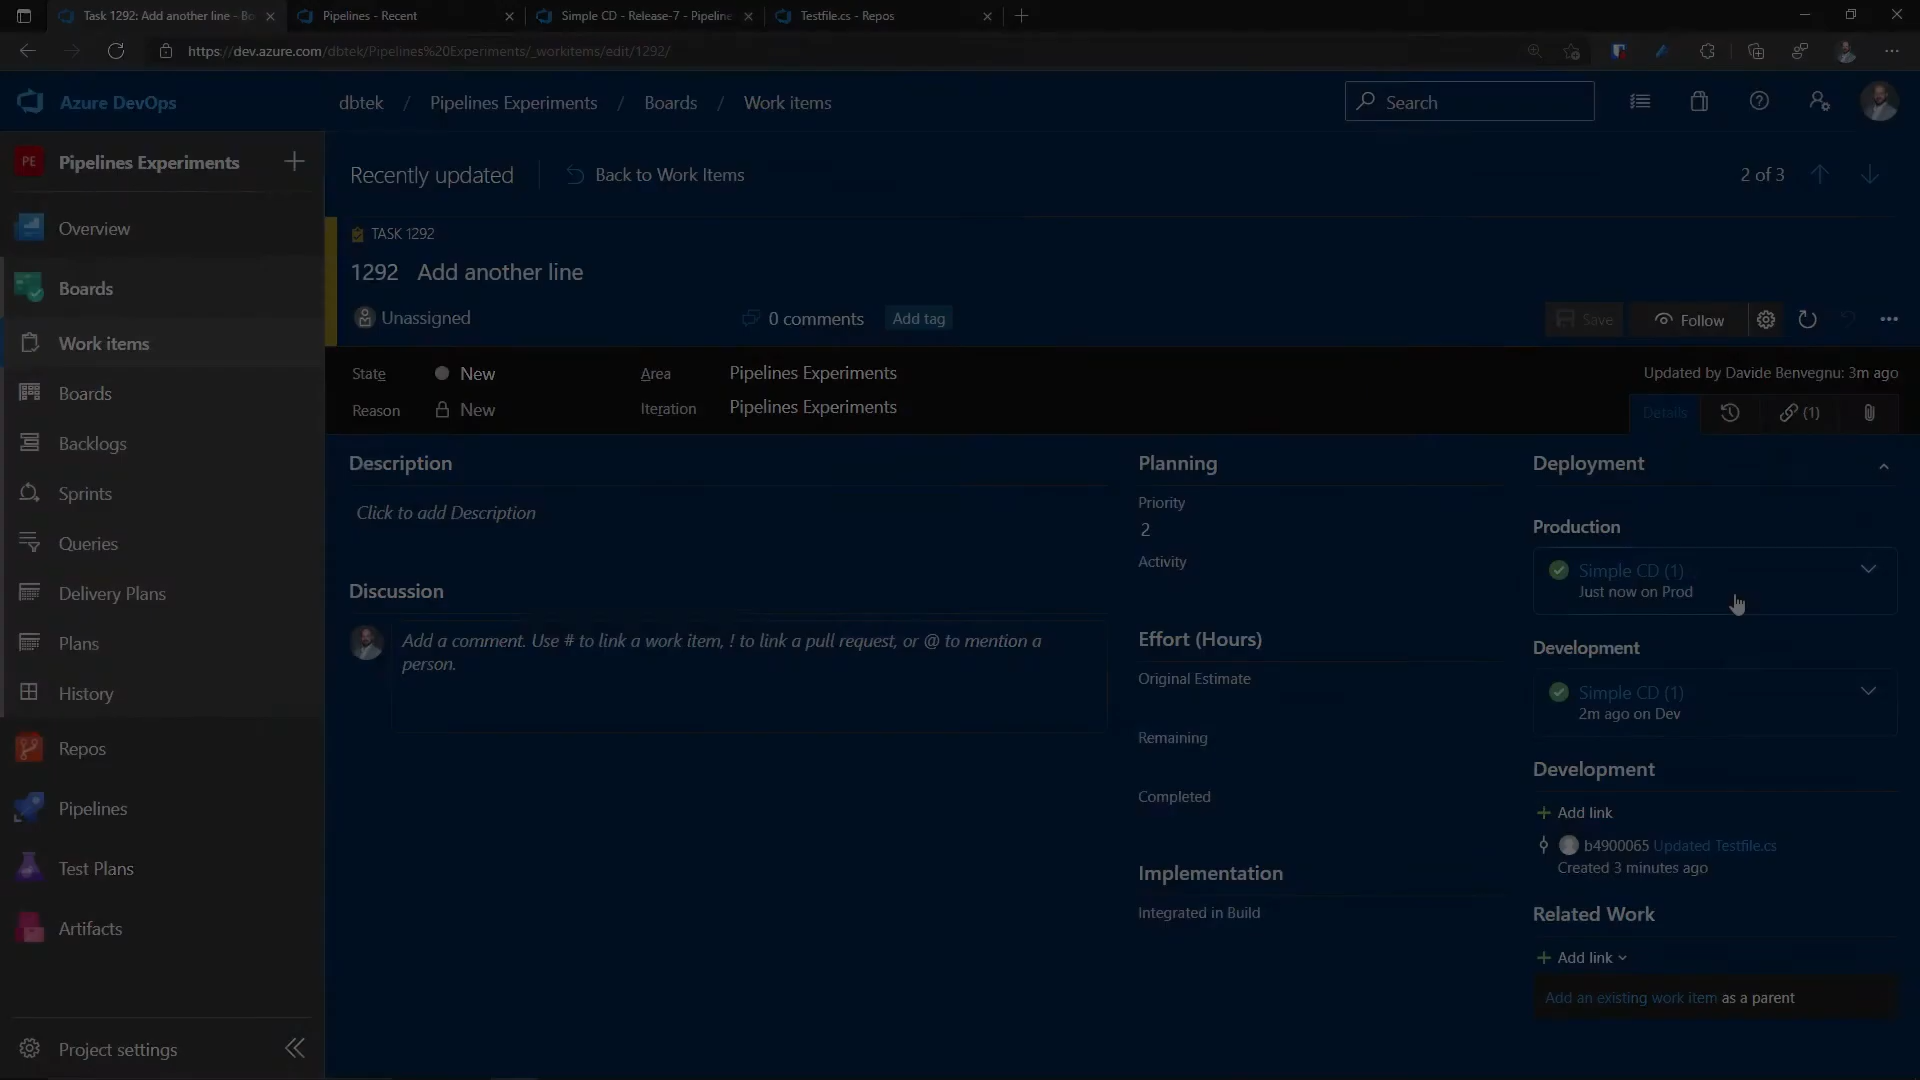 Task 1292: Add another line - Bo
Pipelines - Recent
Simple CD - Release-7 - Pipeline
Testfile.cs - Repos
https://dev.azure.com/dbtek/Pipelines%20Experiments/_workitems/edit/1292/
Azure DevOps
dbtek / Pipelines Experiments / Boards / Work items
Search
PE Pipelines Experiments
Overview
Boards
Work items
Boards
Backlogs
Sprints
Queries
Delivery Plans
Plans
History
Repos
Pipelines
Test Plans
Artifacts
Project settings
Recently updated
Back to Work Items
2 of 3
TASK 1292
1292 Add another line
Unassigned
0 comments
Add tag
Save
Follow
State New
Area Pipelines Experiments
Updated by Davide Benvegnu: 3m ago
Reason New
Iteration Pipelines Experiments
Details
(1)
Description
Click to add Description
Discussion
Add a comment. Use # to link a work item, ! to link a pull request, or @ to mention a
person.
Planning
Priority
2
Activity
Effort (Hours)
Original Estimate
Remaining
Completed
Implementation
Integrated in Build
Deployment
Production
Simple CD (1)
Just now on Prod
Development
Simple CD (1)
2m ago on Dev
Development
Add link
b4900065 Updated Testfile.cs
Created 3 minutes ago
Related Work
Add link
Add an existing work item as a parent